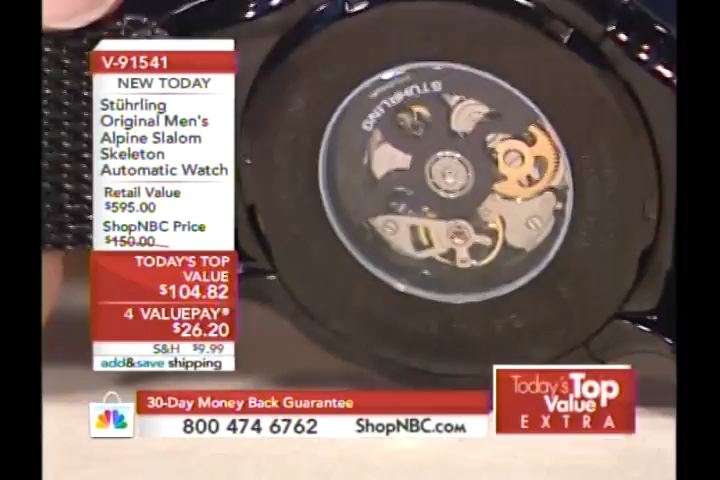 V-91541
NEW TODAY
Stührling
Original Men's
Alpine Slalom
Skeleton
Automatic Watch
Retail Value
$595.00
ShopNBC Price
$150.00
TODAY'S TOP
VALUE
$104.82
4 VALUEPAY®
$26.20
S&H $9.99
add&save shipping
STÜHRLING
30-Day Money Back Guarantee
800 474 6762 ShopNBC.com
Today's Top
Value
EXTRA